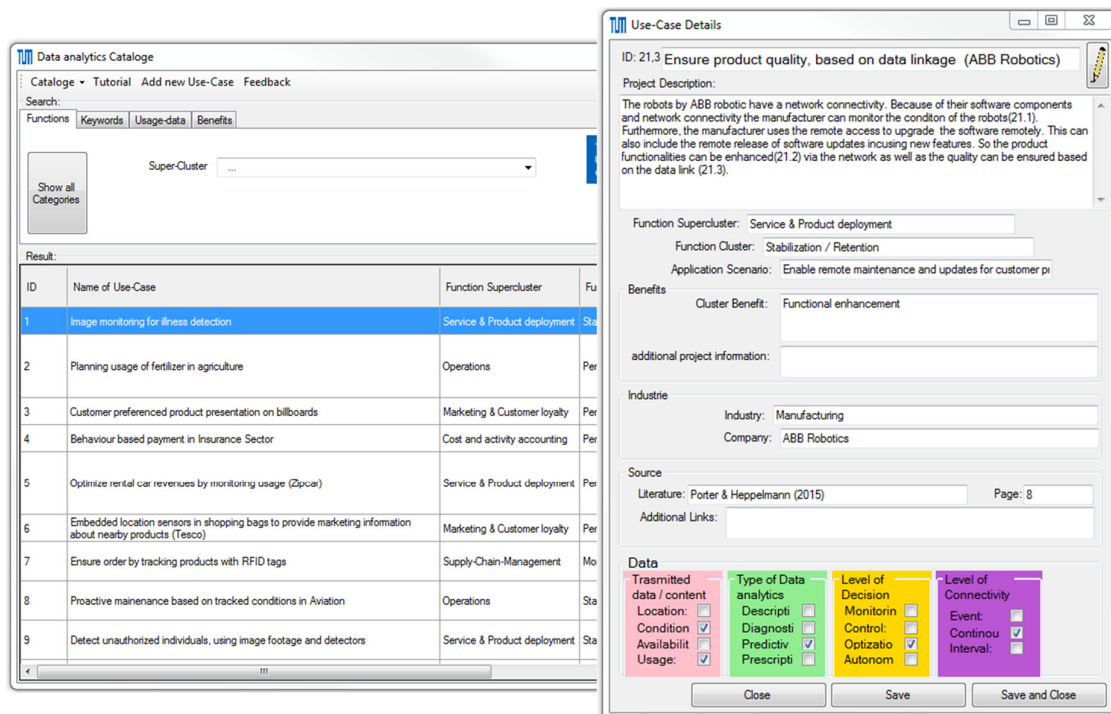 Data analytics Cataloge
Cataloge Tutorial Add new Use-Case Feedback
Search:
Functions Keywords Usage-data Benefits
Show all
Categories
Super-Cluster ...
Result:
ID Name of Use-Case Function Supercluster Fu
1 Image monitoring for illness detection Service & Product deployment Sta
2 Planning usage of fertilizer in agriculture Operations Per
3 Customer preferenced product presentation on billboards Marketing & Customer loyalty Per
4 Behaviour based payment in Insurance Sector Cost and activity accounting Per
5 Optimize rental car revenues by monitoring usage (Zipcar) Service & Product deployment Per
6 Embedded location sensors in shopping bags to provide marketing information
about nearby products (Tesco) Marketing & Customer loyalty Per
7 Ensure order by tracking products with RFID tags Supply-Chain-Management Mo
8 Proactive mainenance based on tracked conditions in Aviation Operations Sta
9 Detect unauthorized individuals, using image footage and detectors Service & Product deployment Sta
Use-Case Details
ID: 21,3 Ensure product quality, based on data linkage (ABB Robotics)
Project Description:
The robots by ABB robotic have a network connectivity. Because of their software components
and network connectivity the manufacturer can monitor the conditon of the robots(21.1).
Furthermore, the manufacturer uses the remote access to upgrade the software remotely. This can
also include the remote release of software updates incusing new features. So the product
functionalities can be enhanced(21.2) via the network as well as the quality can be ensured based
on the data link (21.3).
Function Supercluster: Service & Product deployment
Function Cluster: Stabilization / Retention
Application Scenario: Enable remote maintenance and updates for customer pr
Benefits
Cluster Benefit: Functional enhancement
additional project information:
Industrie
Industry: Manufacturing
Company: ABB Robotics
Source
Literature: Porter & Heppelmann (2015) Page: 8
Additional Links:
Data
Trasmitted
data / content
Location:
Condition
Availabilit
Usage:
Type of Data
analytics
Descripti
Diagnosti
Predictiv
Prescripti
Level of
Decision
Monitorin
Control:
Optizatio
Autonom
Level of
Connectivity
Event:
Continou
Interval:
Close Save Save and Close